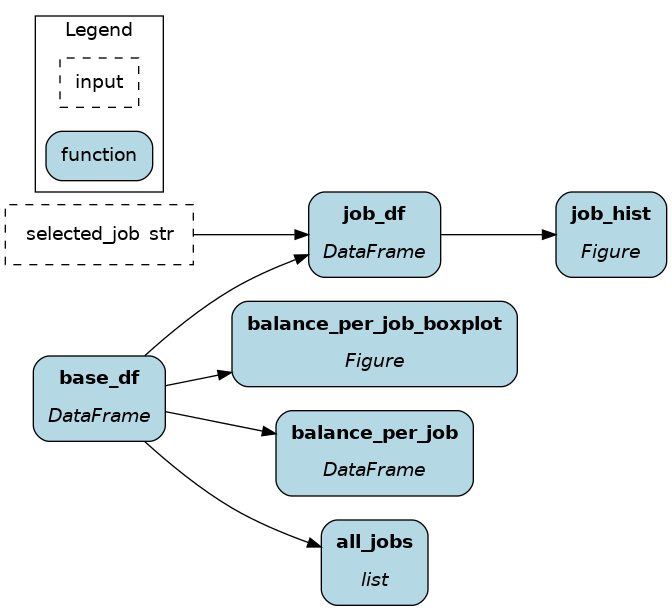 Legend
input
function
selected_job str
job_df
DataFrame
job_hist
Figure
balance_per_job_boxplot
Figure
base_df
DataFrame
balance_per_job
DataFrame
all_jobs
list